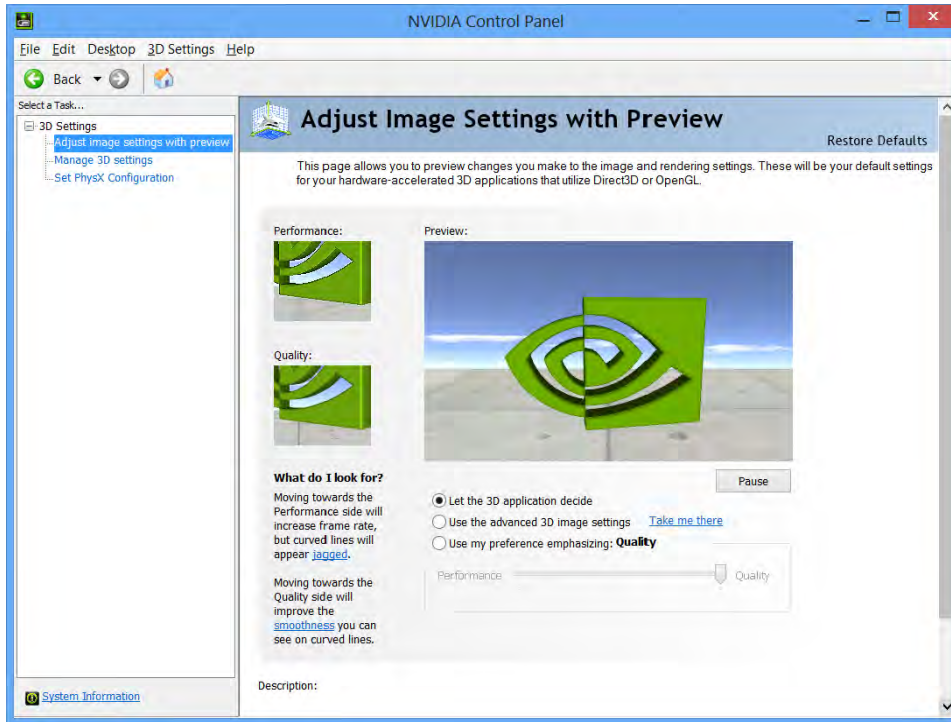 NVIDIA Control Panel
File Edit Desktop 3D Settings Help
Back
Select a Task...
3D Settings
Adjust image settings with preview
Manage 3D settings
Set PhysX Configuration
System Information
Adjust Image Settings with Preview
Restore Defaults
This page allows you to preview changes you make to the image and rendering settings. These will be your default settings
for your hardware-accelerated 3D applications that utilize Direct3D or OpenGL.
Performance:
Quality:
What do I look for?
Moving towards the
Performance side will
increase frame rate,
but curved lines will
appear jagged.
Moving towards the
Quality side will
improve the
smoothness you can
see on curved lines.
Preview:
Pause
Let the 3D application decide
Use the advanced 3D image settings Take me there
Use my preference emphasizing: Quality
Performance Quality
Description: